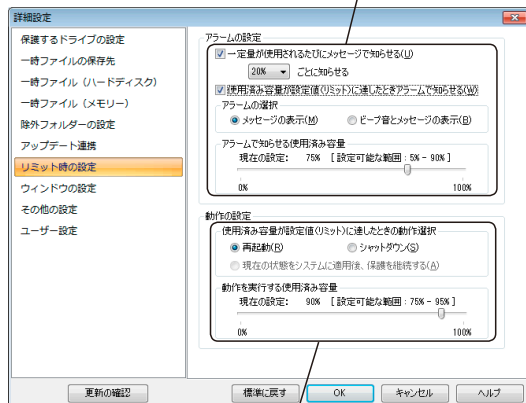 詳細設定
保護するドライブの設定
一時ファイルの保存先
一時ファイル（ハードディスク）
一時ファイル（メモリー）
除外フォルダーの設定
アップデート連携
リミット時の設定
ウィンドウの設定
その他の設定
ユーザー設定
アラームの設定
一定量が使用されるたびにメッセージで知らせる(U)
20% ごとに知らせる
使用済み容量が設定値(リミット)に達したときアラームで知らせる(W)
アラームの選択
メッセージの表示(M) ビープ音とメッセージの表示(B)
アラームで知らせる使用済み容量
現在の設定: 75% [ 設定可能な範囲 : 5% - 90% ]
0% 100%
動作の設定
使用済み容量が設定値(リミット)に達したときの動作選択
再起動(R) シャットダウン(S)
現在の状態をシステムに適用後、保護を継続する(A)
動作を実行する使用済み容量
現在の設定: 90% [ 設定可能な範囲 : 75% - 95% ]
0% 100%
更新の確認 標準に戻す OK キャンセル ヘルプ